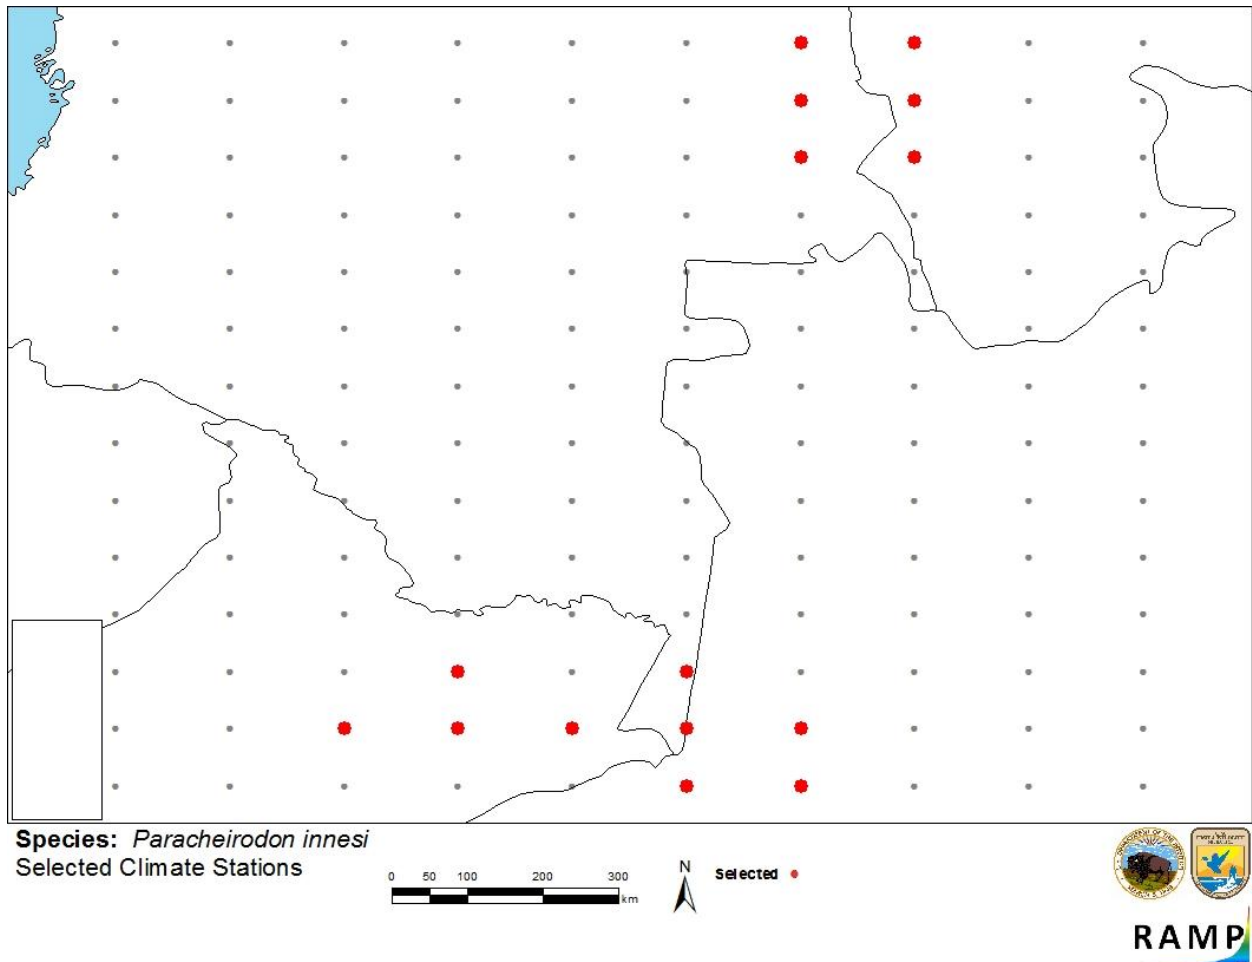 Species: Paracheirodon innesi
Selected Climate Stations
0 50 100 200 300
km
N
Selected
RAMP